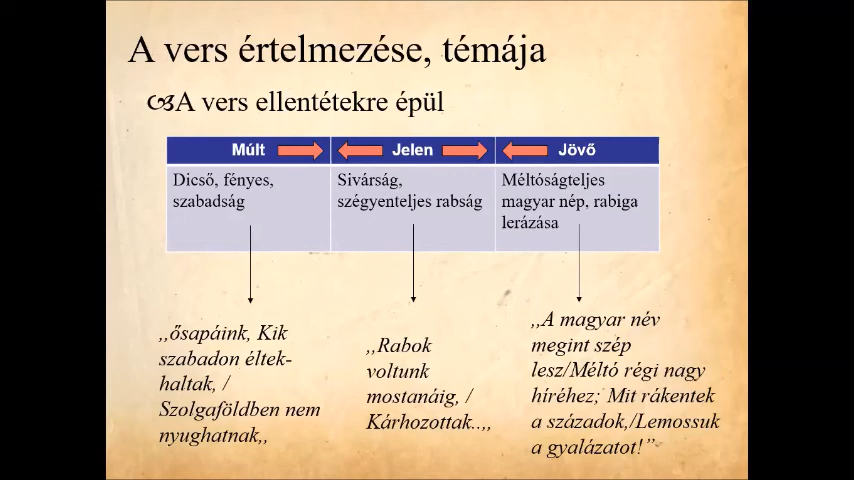 A vers értelmezése, témája
A vers ellentétekre épül
Múlt
Jelen
Jövő
Dicső, fényes,
szabadság
Sivárság,
szégyenteljes rabság
Méltóságteljes
magyar nép, rabiga
lerázása
,,ősapáink, Kik
szabadon éltek-
haltak, /
Szolgaföldben nem
nyughatnak,,
,,Rabok
voltunk
mostanáig, /
Kárhozottak..,,
,,A magyar név
megint szép
lesz/Méltó régi nagy
híréhez; Mit rákentek
a századok,/Lemossuk
a gyalázatot!”